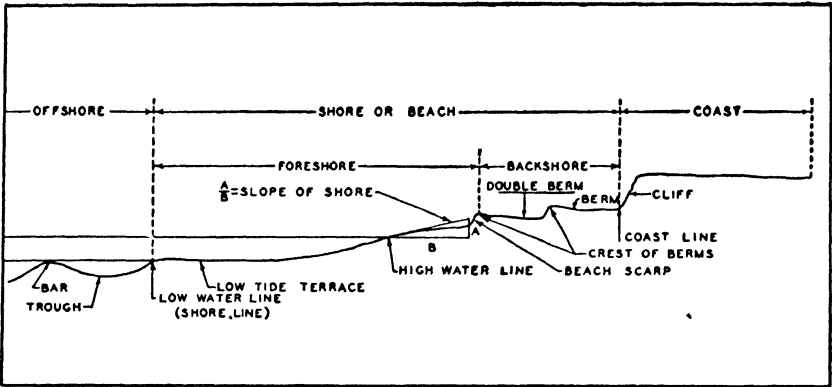 OFFSHORE
SHORE OR BEACH
COAST
FORESHORE
BACKSHORE
A/B=SLOPE OF SHORE
DOUBLE BERM
BERM
CLIFF
A
B
COAST LINE
CREST OF BERMS
HIGH WATER LINE
BEACH SCARP
BAR
TROUGH
LOW TIDE TERRACE
LOW WATER LINE
(SHORE, LINE)